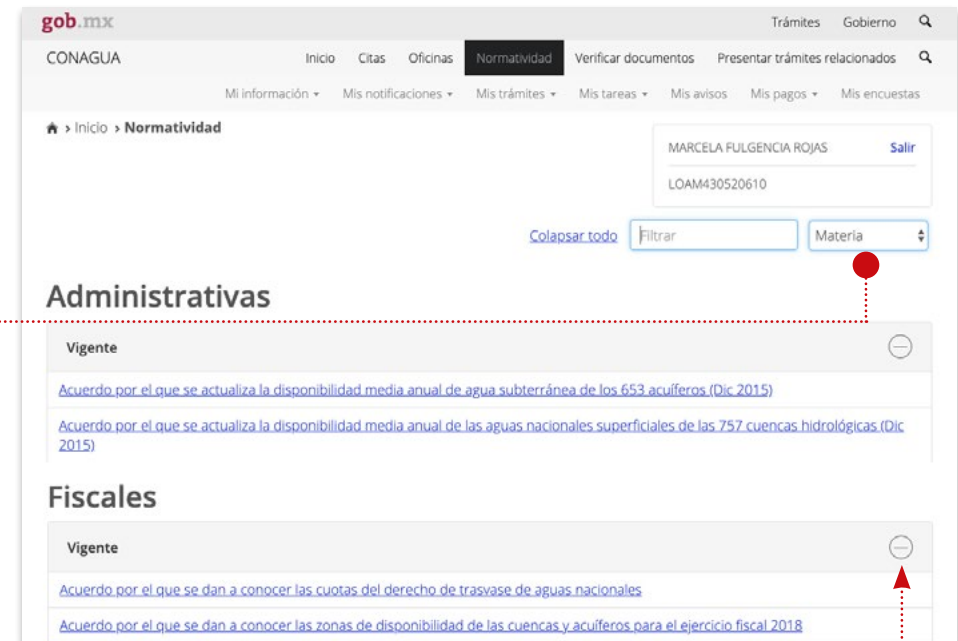 gob.mx Trámites Gobierno
CONAGUA Inicio Citas Oficinas Normatividad Verificar documentos Presentar trámites relacionados
Mi información Mis notificaciones Mis trámites Mis tareas Mis avisos Mis pagos Mis encuestas
> Inicio > Normatividad
MARCELA FULGENCIA ROJAS Salir
LOAM430520610
Colapsar todo Filtrar Materia
Administrativas
Vigente
Acuerdo por el que se actualiza la disponibilidad media anual de agua subterránea de los 653 acuíferos (Dic 2015)
Acuerdo por el que se actualiza la disponibilidad media anual de las aguas nacionales superficiales de las 757 cuencas hidrológicas (Dic
2015)
Fiscales
Vigente
Acuerdo por el que se dan a conocer las cuotas del derecho de trasvase de aguas nacionales
Acuerdo por el que se dan a conocer las zonas de disponibilidad de las cuencas y acuíferos para el ejercicio fiscal 2018